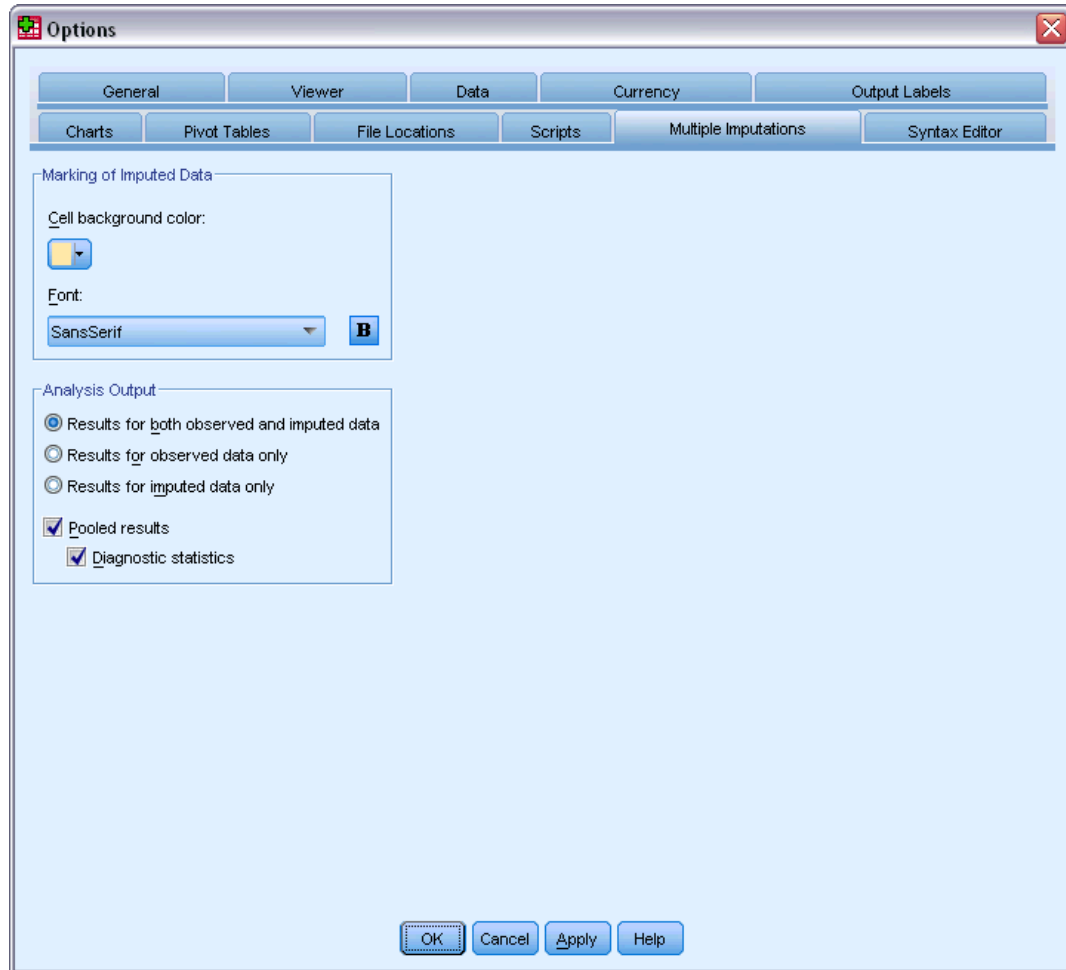 Options
General Viewer Data Currency Output Labels
Charts Pivot Tables File Locations Scripts Multiple Imputations Syntax Editor
Marking of Imputed Data
Cell background color:
Font:
SansSerif B
Analysis Output
Results for both observed and imputed data
Results for observed data only
Results for imputed data only
Pooled results
Diagnostic statistics
OK Cancel Apply Help